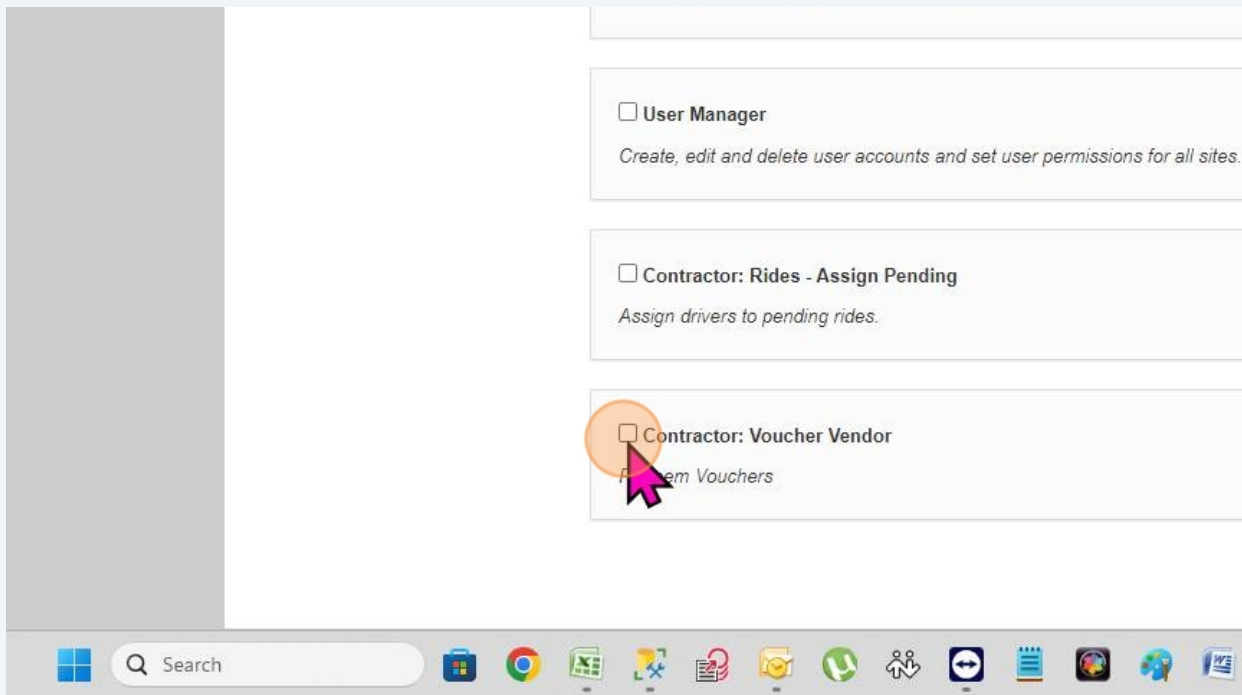 User Manager
Create, edit and delete user accounts and set user permissions for all sites.
Contractor: Rides - Assign Pending
Assign drivers to pending rides.
Contractor: Voucher Vendor
Vouchers
Search